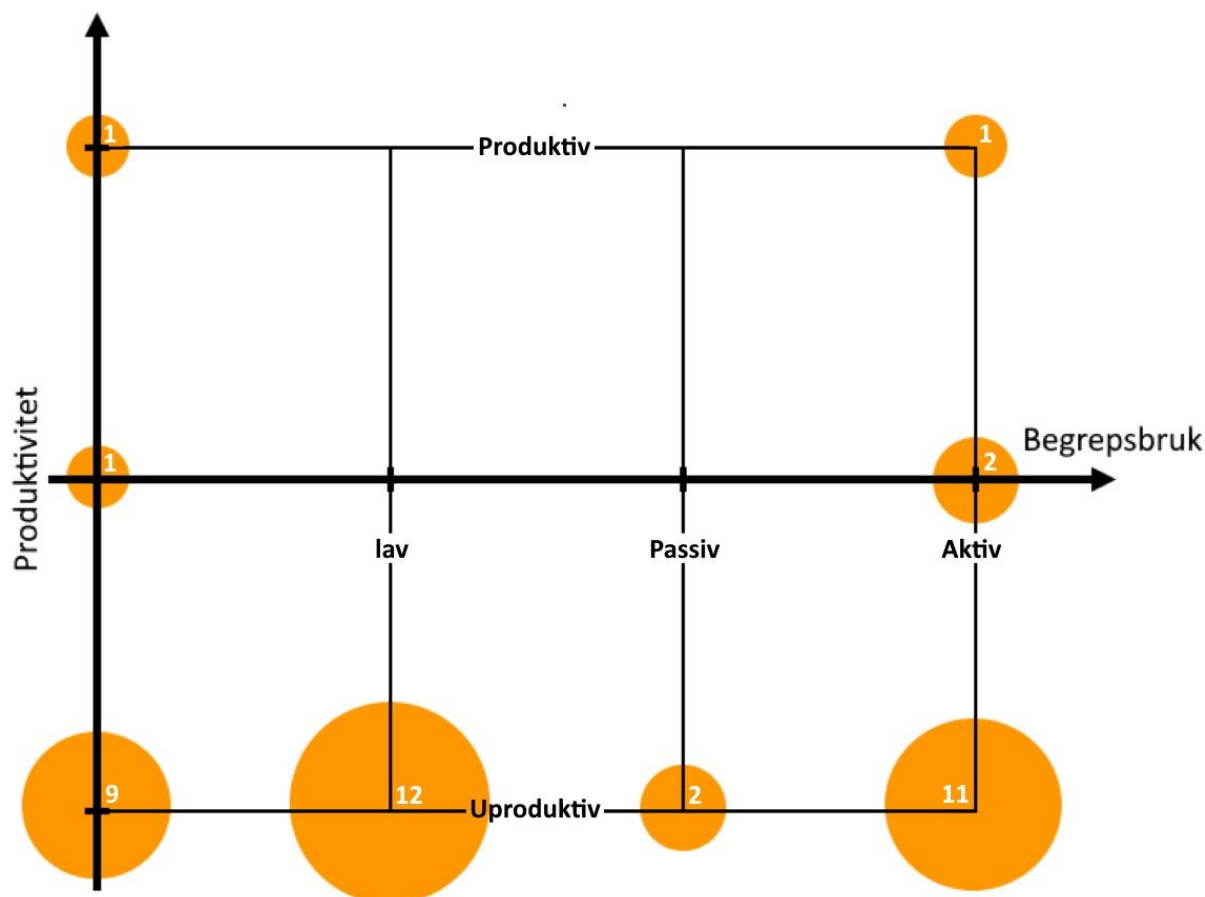 1
Produktiv
1
Produktivitet
1
2
Begrepsbruk
lav
Passiv
Aktiv
9
12
Uproduktiv
2
11